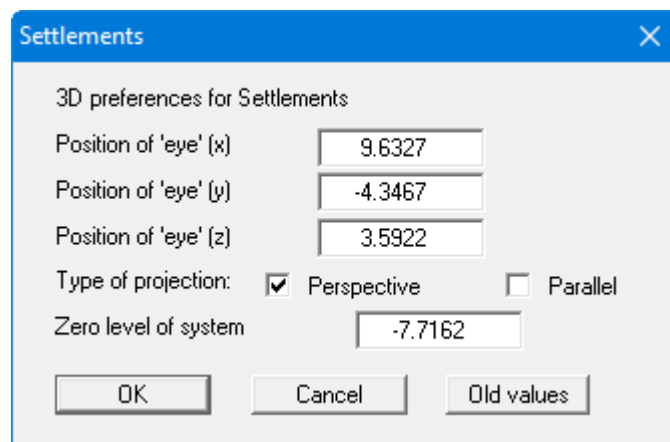 Settlements
3D preferences for Settlements
Position of 'eye' (x) 9.6327
Position of 'eye' (y) -4.3467
Position of 'eye' (z) 3.5922
Type of projection: Perspective Parallel
Zero level of system -7.7162
OK Cancel Old values